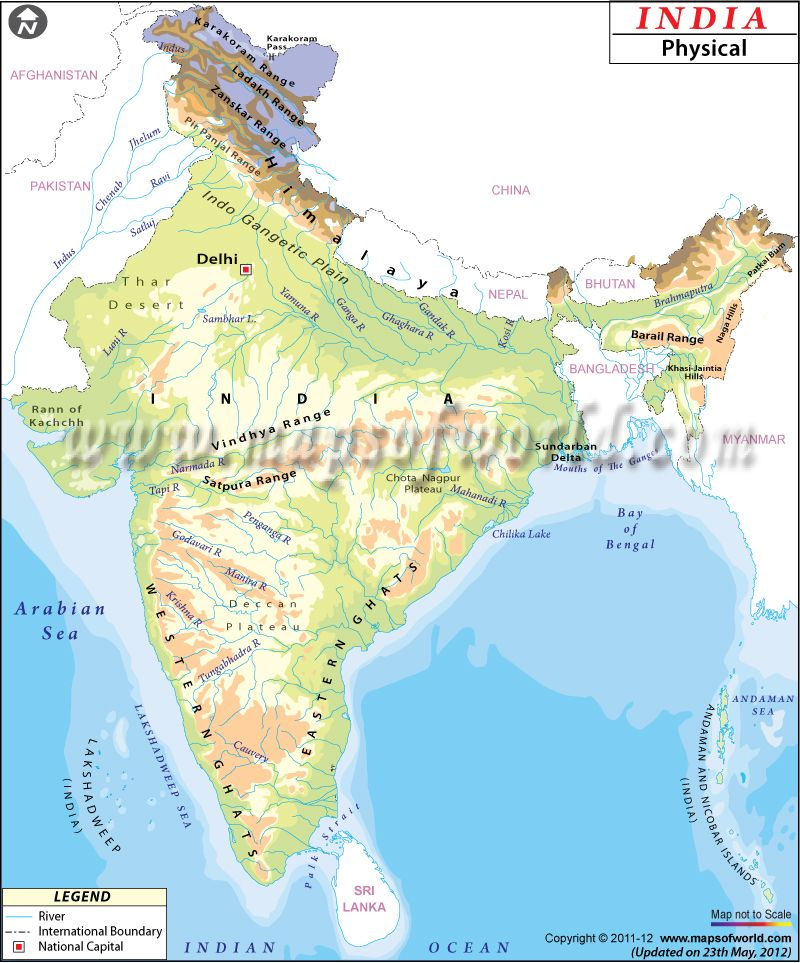 N
INDIA
Physical
Karakoram Range
Karakoram
Pass
Indus
Ladakh Range
Zanskar Range
Pir Panjal Range
Himalaya
AFGHANISTAN
PAKISTAN
CHINA
Jhelum
Chenab
Ravi
Satluj
Indus
Indo Gangetic Plain
Delhi
Thar
Desert
NEPAL
BHUTAN
Brahmaputra
Patkai Bum
Sambhar L.
Luni R
Yamuna R
Ganga R
Ghaghara R
Gandak R
Kosi R
Barail Range
Naga Hills
BANGLADESH
Khasi-Jaintia
Hills
INDIA
Rann of
Kachchh
Vindhya Range
www.mapsofworld.com
MYANMAR
Narmada R
Satpura Range
Tapi R
Sundarban
Delta
Mouths of The Ganges
Chota Nagpur
Plateau
Mahanadi R
Penganga R
Godavari R
Chilika Lake
Bay
of
Bengal
Manira R
Krishna R
Deccan
Plateau
Arabian
Sea
WESTERN GHATS
EASTERN GHATS
Tungabhadra R
Cauvery
LAKSHADWEEP SEA
LAKSHADWEEP
(INDIA)
ANDAMAN
SEA
ANDAMAN AND NICOBAR ISLANDS
(INDIA)
Palk Strait
SRI
LANKA
LEGEND
River
International Boundary
National Capital
INDIAN OCEAN
Map not to Scale
Copyright © 2011-12 www.mapsofworld.com
(Updated on 23th May, 2012)